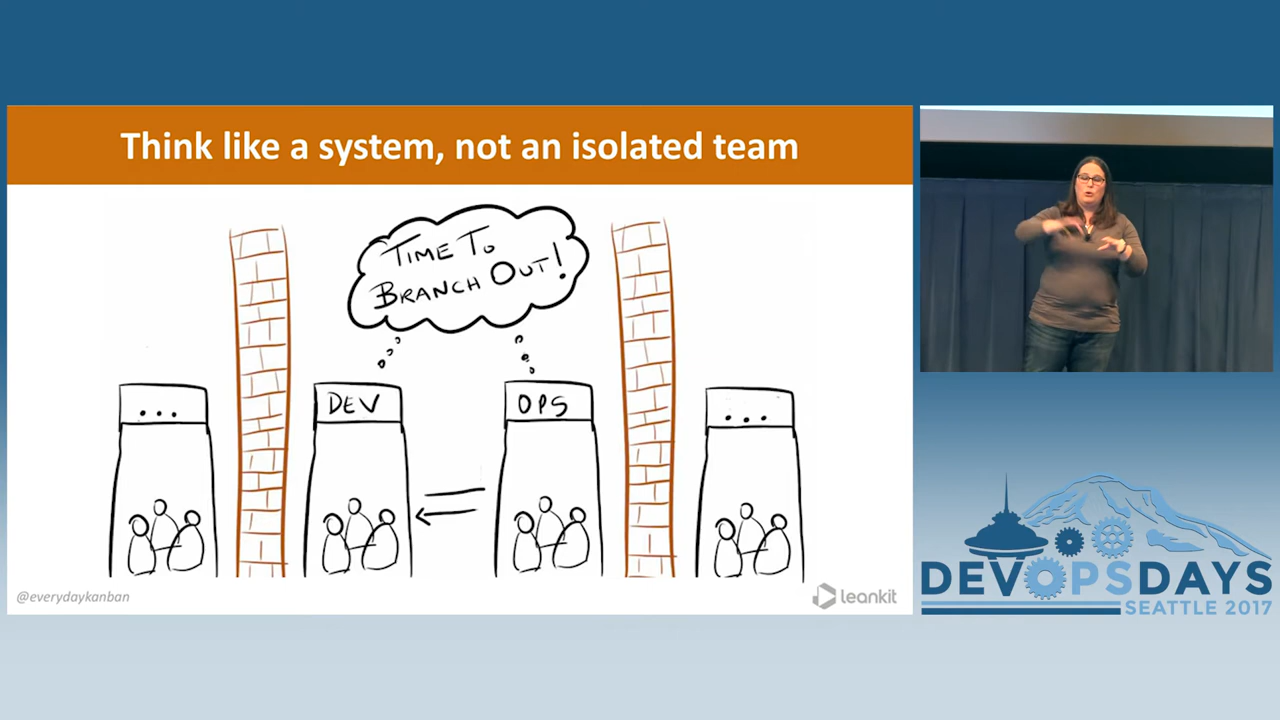 Think like a system, not an isolated team
TIME TO
BRANCH OUT!
...
DEV
OPS
...
@everydaykanban
leankit
DEVOPSDAYS
SEATTLE 2017